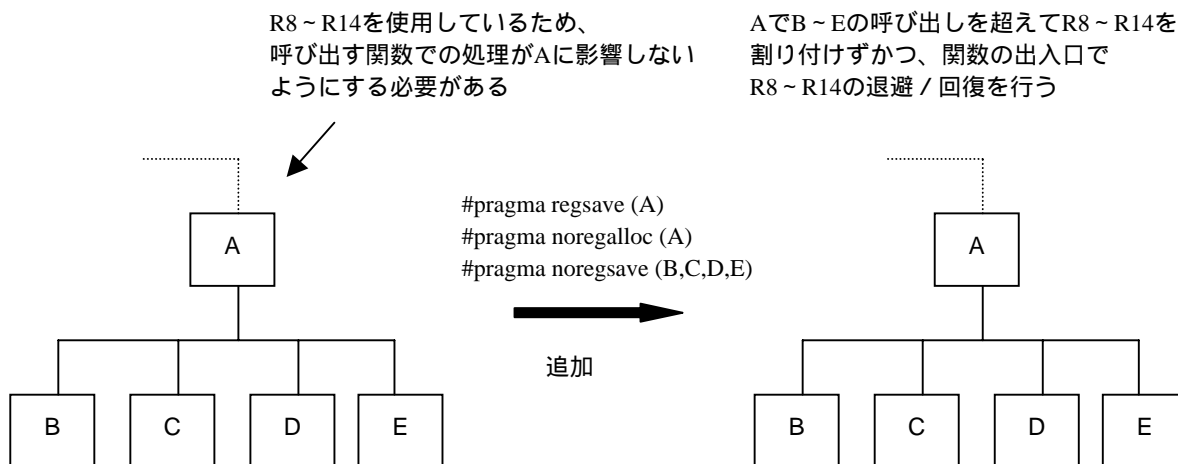 R8～R14を使用しているため、
呼び出す関数での処理がAに影響しない
ようにする必要がある
AでB～Eの呼び出しを超えてR8～R14を
割り付けずかつ、関数の出入口で
R8～R14の退避／回復を行う
#pragma regsave (A)
#pragma noregalloc (A)
#pragma noregsave (B,C,D,E)
追加
A
B
C
D
E
A
B
C
D
E